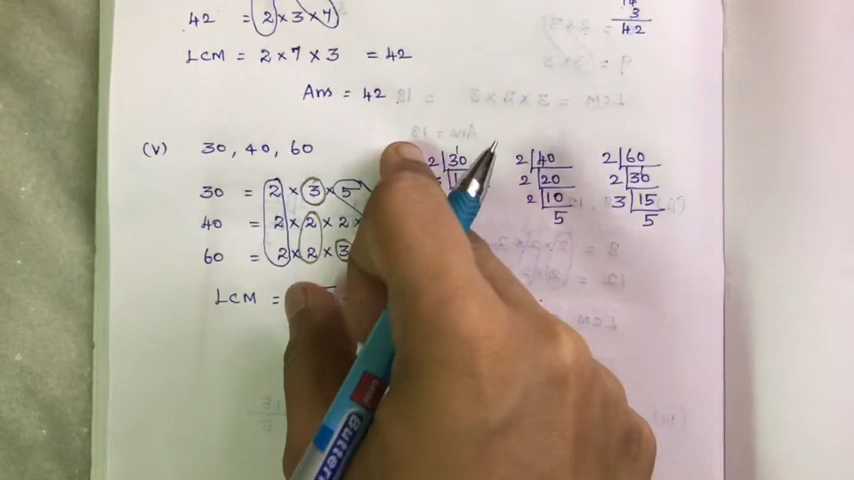 42 = 2 × 3 × 7
3
42
LCM = 2 × 7 × 3 = 42
Ans = 42
(V) 30, 40, 60
2 | 30 2 | 40 2 | 60
2 | 20 2 | 30
2 | 10 3 | 15
5 5
30 = 2 × 3 × 5
40 = 2 × 2 × 2 ×
60 = 2 × 2 × 3
LCM =
Butterflow